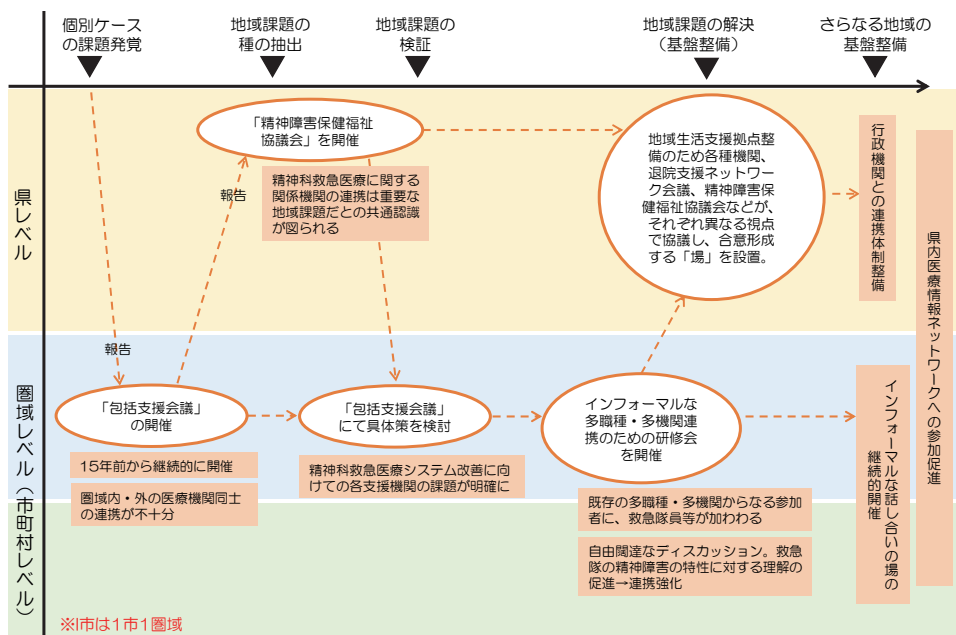 個別ケース
の課題発覚
地域課題の
種の抽出
地域課題の
検証
地域課題の解決
(基盤整備)
さらなる地域の
基盤整備
県レベル
「精神障害保健福祉
協議会」を開催
報告
精神科救急医療に関する
関係機関の連携は重要な
地域課題だとの共通認識
が図られる
地域生活支援拠点整
備のため各種機関、
退院支援ネットワー
ク会議、精神障害保
健福祉協議会などが、
それぞれ異なる視点
で協議し、合意形成
する「場」を設置。
行政機関との連携体制整備
県内医療情報ネットワークへの参加促進
圏域レベル(市町村レベル)
報告
「包括支援会議」
の開催
15年前から継続的に開催
圏域内・外の医療機関同士
の連携が不十分
「包括支援会議」
にて具体策を検討
精神科救急医療システム改善に向
けての各支援機関の課題が明確に
インフォーマルな
多職種・多機関連
携のための研修会
を開催
既存の多職種・多機関からなる参加
者に、救急隊員等が加わわる
自由闊達なディスカッション。救急
隊の精神障害の特性に対する理解の
促進→連携強化
インフォーマルな話し合いの場の
継続的開催
※I市は1市1圏域